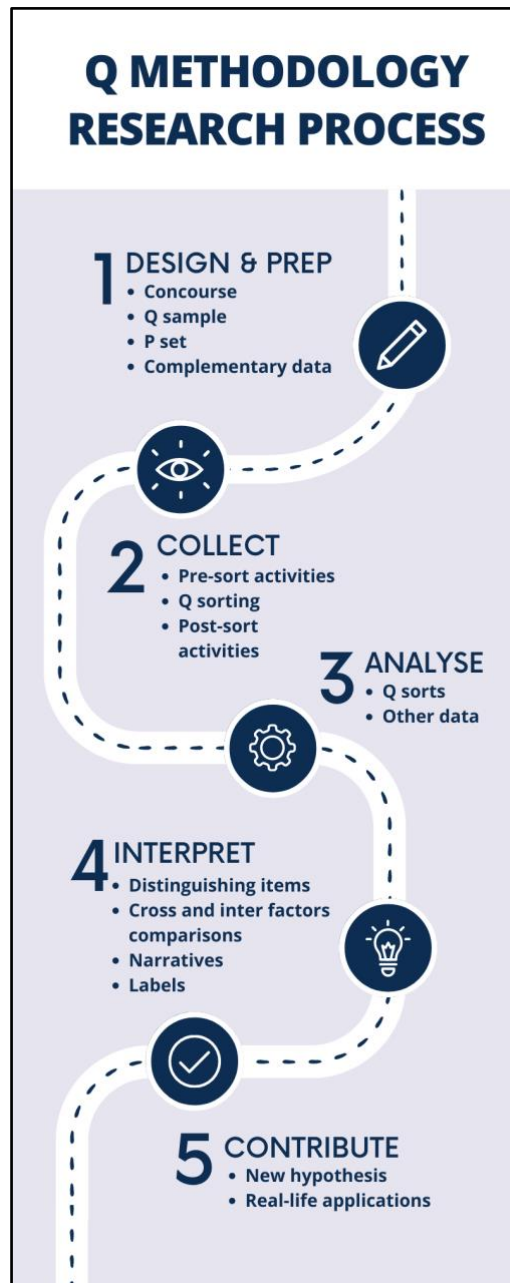 Q METHODOLOGY
RESEARCH PROCESS
1 DESIGN & PREP
• Concourse
• Q sample
• P set
• Complementary data
2 COLLECT
• Pre-sort activities
• Q sorting
• Post-sort
activities
3 ANALYSE
• Q sorts
• Other data
4 INTERPRET
• Distinguishing items
• Cross and inter factors
comparisons
• Narratives
• Labels
5 CONTRIBUTE
• New hypothesis
• Real-life applications